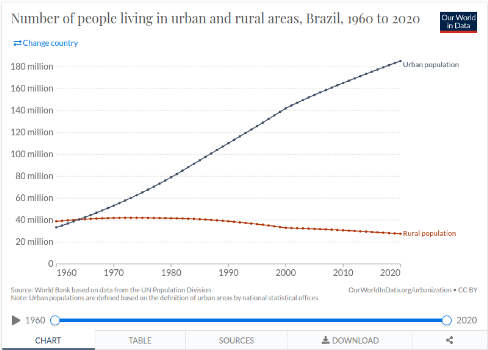 Number of people living in urban and rural areas, Brazil, 1960 to 2020
Our World
in Data
Change country
180 million
160 million
140 million
120 million
100 million
80 million
60 million
40 million
20 million
0
Urban population
Rural population
1960 1970 1980 1990 2000 2010 2020
Source: World Bank based on data from the UN Population Division
OurWorldInData.org/urbanization • CC BY
Note: Urban populations are defined based on the definition of urban areas by national statistical offices.
1960 2020
CHART TABLE SOURCES DOWNLOAD